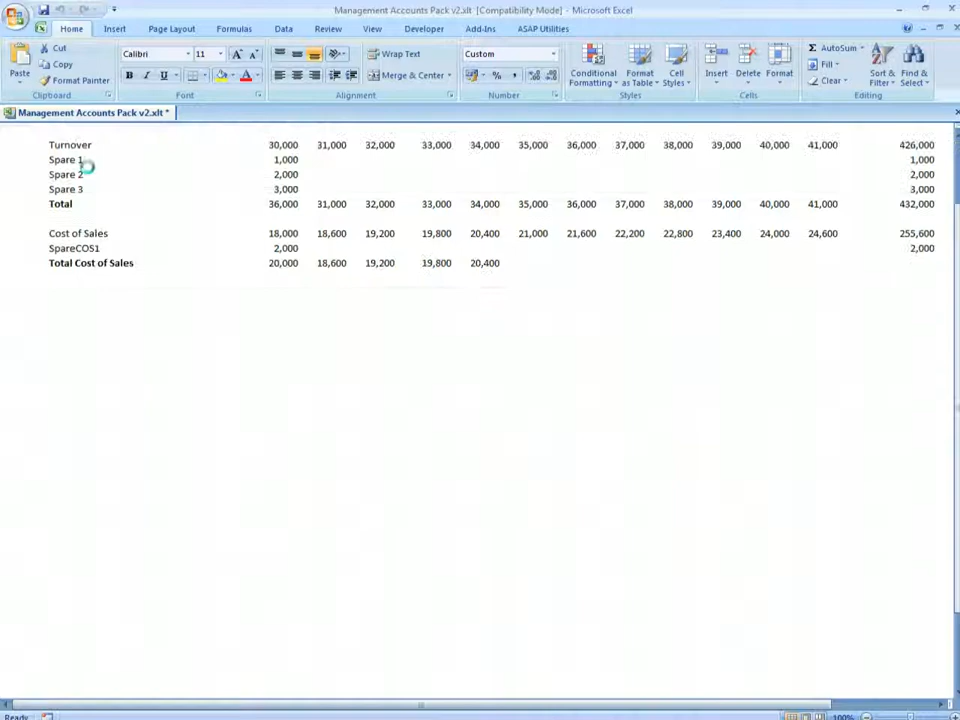 Management Accounts Pack v2.xlt [Compatibility Mode] - Microsoft Excel
Home Insert Page Layout Formulas Data Review View Developer Add-Ins ASAP Utilities
Paste
Cut
Copy
Format Painter
Clipboard
Calibri 11
B I U A
Font
Wrap Text
Merge & Center
Alignment
Custom
% ,
Number
Conditional Formatting
Format as Table
Cell Styles
Styles
Insert
Delete
Format
Cells
Σ AutoSum
Fill
Clear
Sort & Filter
Find & Select
Editing
Management Accounts Pack v2.xlt *
Turnover 30,000 31,000 32,000 33,000 34,000 35,000 36,000 37,000 38,000 39,000 40,000 41,000 426,000
Spare 1 1,000 1,000
Spare 2 2,000 2,000
Spare 3 3,000 3,000
Total 36,000 31,000 32,000 33,000 34,000 35,000 36,000 37,000 38,000 39,000 40,000 41,000 432,000
Cost of Sales 18,000 18,600 19,200 19,800 20,400 21,000 21,600 22,200 22,800 23,400 24,000 24,600 255,600
SpareCOS1 2,000 2,000
Total Cost of Sales 20,000 18,600 19,200 19,800 20,400
Ready 100%